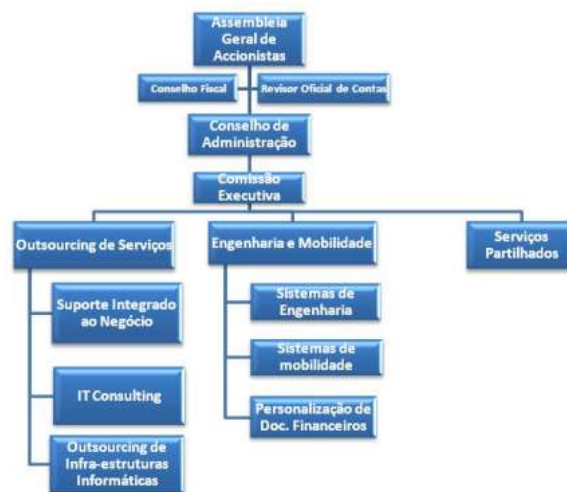 Assembleia
Geral de
Accionistas
Conselho Fiscal
Revisor Oficial de Contas
Conselho de
Administração
Comissão
Executiva
Outsourcing de Serviços
Engenharia e Mobilidade
Serviços
Partilhados
Suporte Integrado
ao Negócio
IT Consulting
Outsourcing de
Infra-estruturas
Informáticas
Sistemas de
Engenharia
Sistemas de
mobilidade
Personalização de
Doc. Financeiros